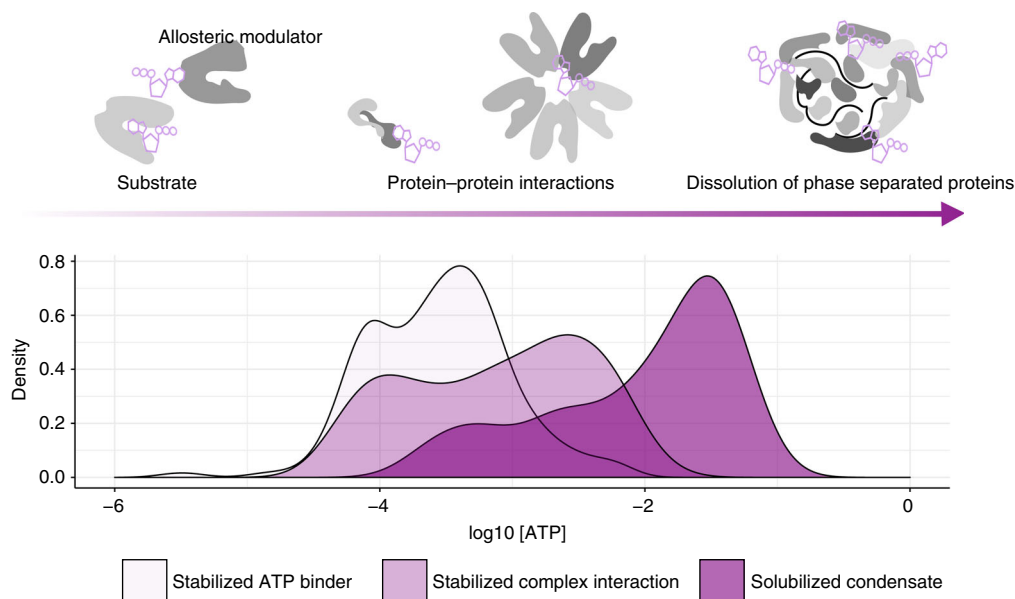 Allosteric modulator
Substrate
Protein–protein interactions
Dissolution of phase separated proteins
0.8
0.6
0.4
0.2
0.0
Density
−6
−4
−2
0
log10 [ATP]
Stabilized ATP binder
Stabilized complex interaction
Solubilized condensate